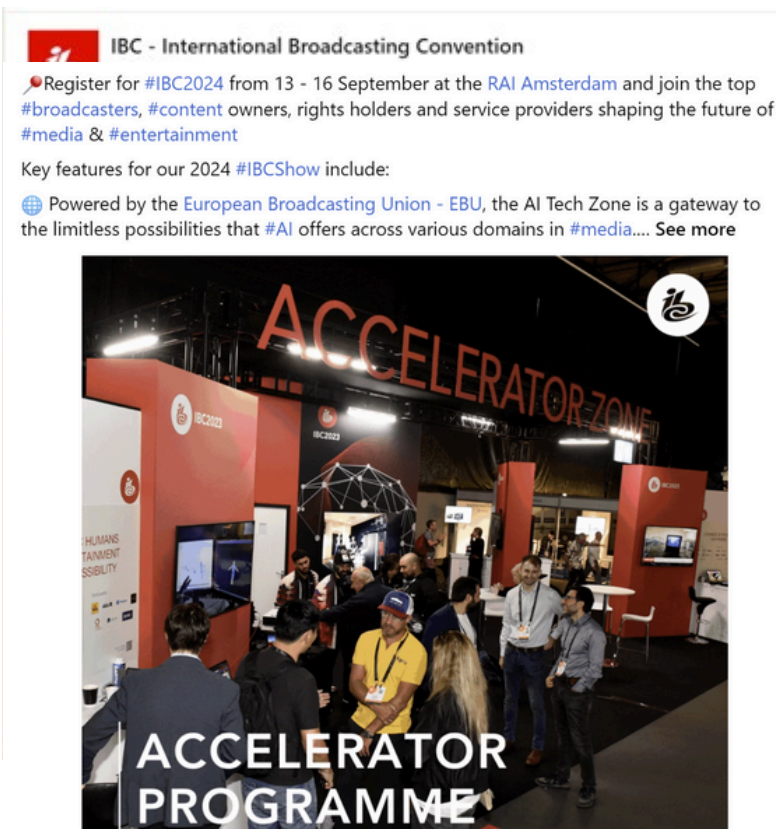 IBC - International Broadcasting Convention
Register for #IBC2024 from 13 - 16 September at the RAI Amsterdam and join the top
#broadcasters, #content owners, rights holders and service providers shaping the future of
#media & #entertainment
Key features for our 2024 #IBCShow include:
Powered by the European Broadcasting Union - EBU, the AI Tech Zone is a gateway to
the limitless possibilities that #AI offers across various domains in #media.... See more
ACCELERATOR ZONE
IBC2023
IBC2023
IBC2023
HUMANS
TAINMENT
SSIBILITY
ACCELERATOR
PROGRAMME